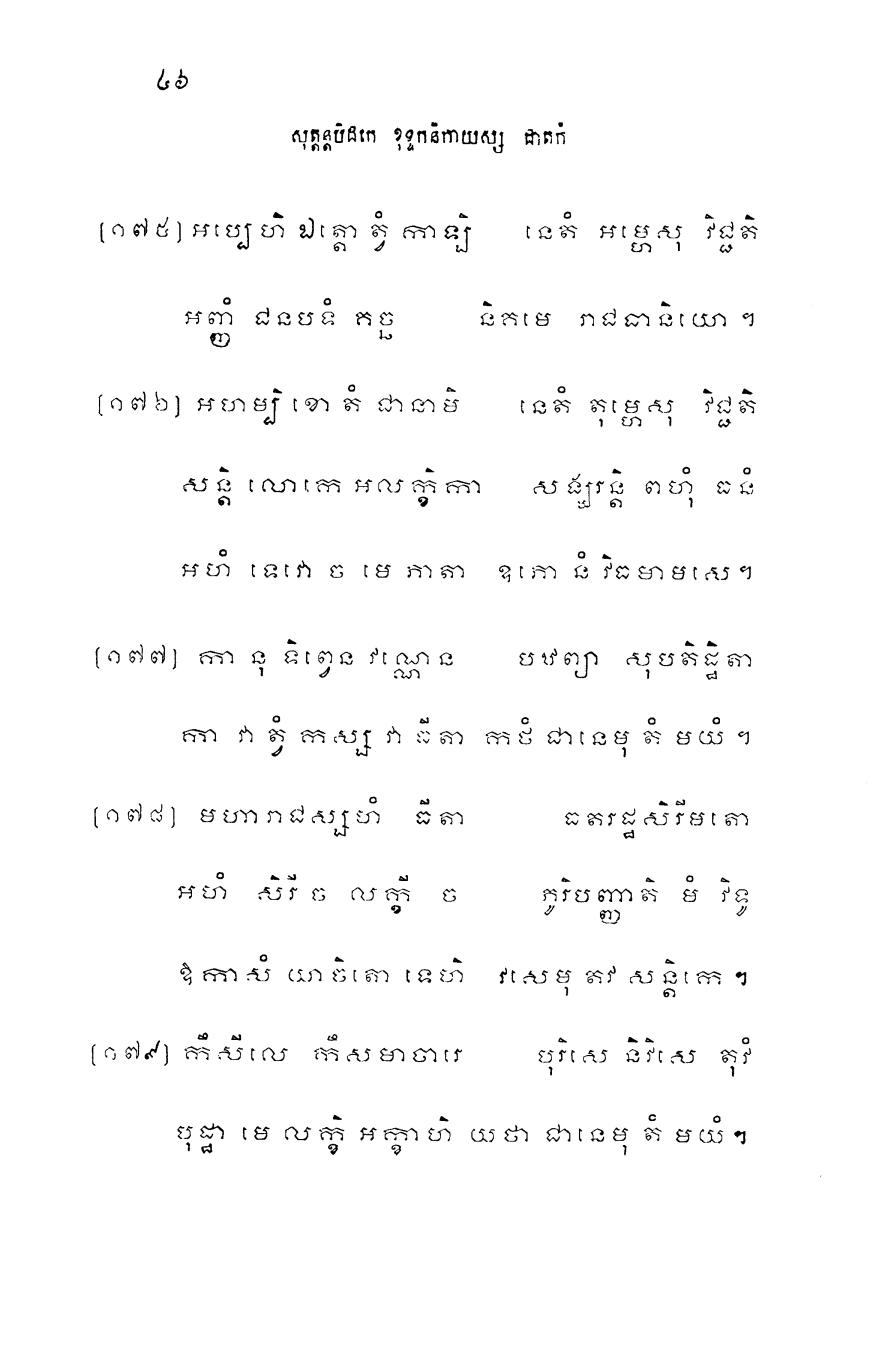 ៤៦
សុត្តន្តបិដកេ ខុទ្ទកនិកាយស្ស ជាតកំ
[១៧៥] អប្បេហិ ឯត្តោ ត្វំ កាឡិ នេតំ អម្ហេសុ វិជ្ជតិ
អញ្ញំ ជនបទំ គច្ឆ និគមេ រាជធានិយោ ។
[១៧៦] អហម្បិ ខោ តំ ជានាមិ នេតំ តុម្ហេសុ វិជ្ជតិ
សន្តិ លោកេ អលក្ខិកា សង្ឃរន្តិ ពហុំ ធនំ
អហំ ទេវោ ច មេ ភាតា ឧភោ នំ វិធមាមសេ។
[១៧៧] កា នុ ទិព្វេន វណ្ណេន បឋព្យា សុបតិដ្ឋិតា
កា វា ត្វំ កស្ស វា ធីតា កថំ ជានេមុ តំ មយំ ។
[១៧៨] មហារាជស្សហំ ធីតា ធតរដ្ឋសិរីមតោ
អហំ សិរី ច លក្ខី ច ភូរិបញ្ញាតិ មំ វិទូ
ឱកាសំ យាចិតោ ទេហិ វសេមុ តវ សន្តិកេ ។
[១៧៩] កឹសីលេ កឹសមាចារេ បុរិសេ និវិសេ តុវំ
បុដ្ឋា មេ លក្ខិ អក្ខាហិ យថា ជានេមុ តំ មយំ។